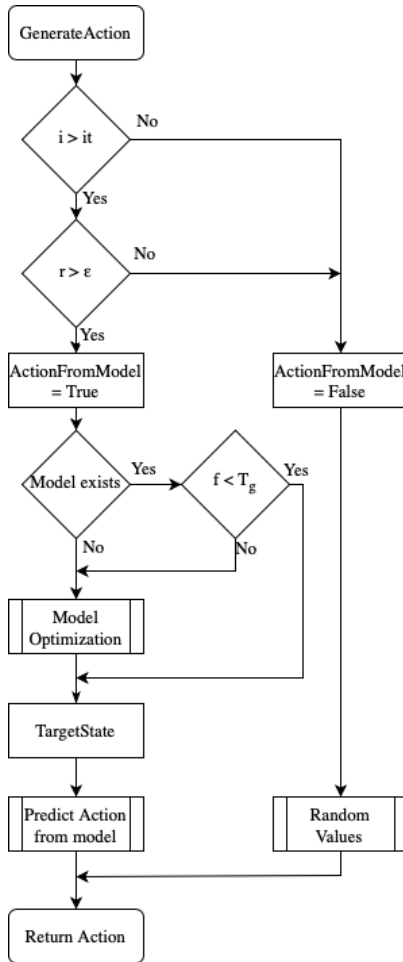 GenerateAction
i > it
No
Yes
r > ε
No
Yes
ActionFromModel
= True
ActionFromModel
= False
Model exists
Yes
f < Tg
Yes
No
No
Model
Optimization
TargetState
Predict Action
from model
Random
Values
Return Action